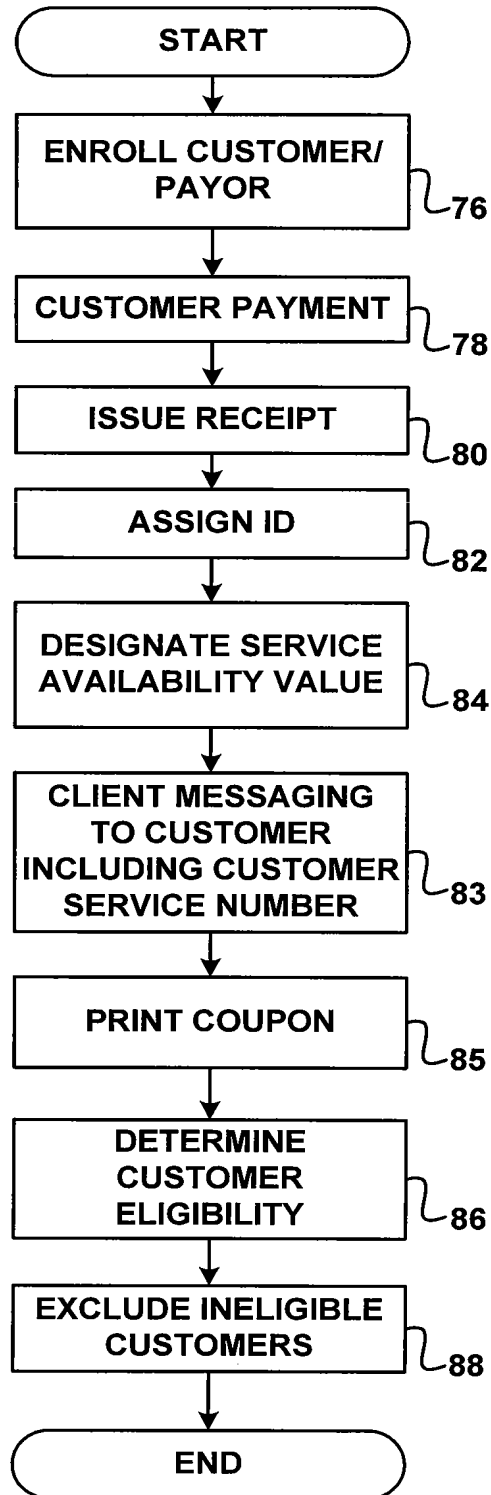 START
ENROLL CUSTOMER/
PAYOR
76
CUSTOMER PAYMENT
78
ISSUE RECEIPT
80
ASSIGN ID
82
DESIGNATE SERVICE
AVAILABILITY VALUE
84
CLIENT MESSAGING
TO CUSTOMER
INCLUDING CUSTOMER
SERVICE NUMBER
83
PRINT COUPON
85
DETERMINE
CUSTOMER
ELIGIBILITY
86
EXCLUDE INELIGIBLE
CUSTOMERS
88
END